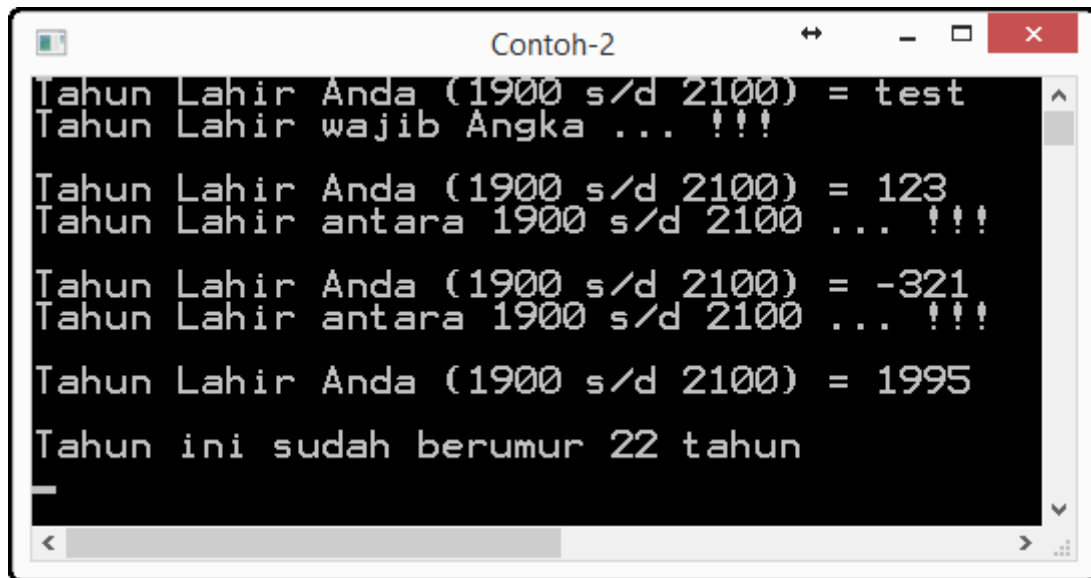 Contoh-2
Tahun Lahir Anda (1900 s/d 2100) = test
Tahun Lahir wajib Angka ... !!!
Tahun Lahir Anda (1900 s/d 2100) = 123
Tahun Lahir antara 1900 s/d 2100 ... !!!
Tahun Lahir Anda (1900 s/d 2100) = -321
Tahun Lahir antara 1900 s/d 2100 ... !!!
Tahun Lahir Anda (1900 s/d 2100) = 1995
Tahun ini sudah berumur 22 tahun